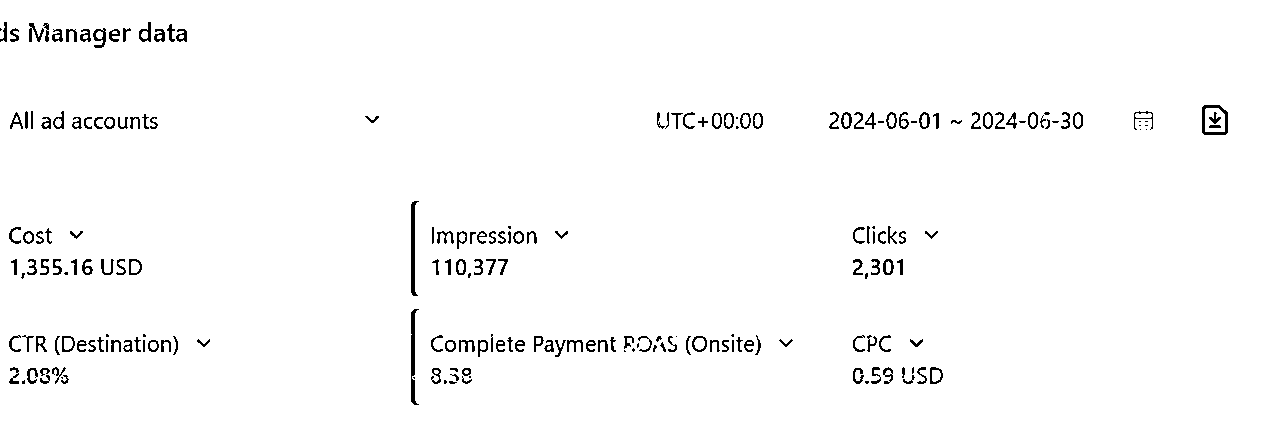 ds Manager data
All ad accounts
UTC+00:00
2024-06-01 ~ 2024-06-30
Cost
Impression
Clicks
1,355.16 USD
110,377
2,301
CTR (Destination)
Complete Payment ROAS (Onsite)
CPC
2.08%
8.38
0.59 USD